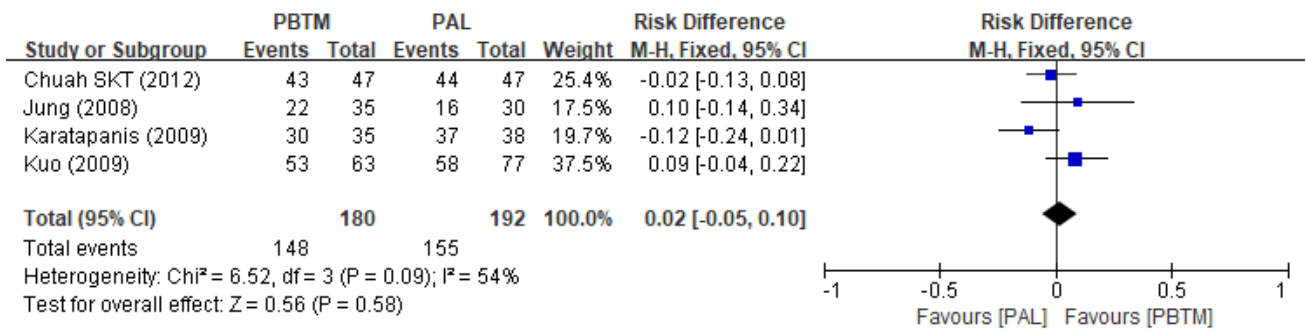 PBTM PAL Risk Difference Risk Difference
Study or Subgroup Events Total Events Total Weight M-H, Fixed, 95% CI M-H, Fixed, 95% CI
Chuah SKT (2012) 43 47 44 47 25.4% -0.02 [-0.13, 0.08]
Jung (2008) 22 35 16 30 17.5% 0.10 [-0.14, 0.34]
Karatapanis (2009) 30 35 37 38 19.7% -0.12 [-0.24, 0.01]
Kuo (2009) 53 63 58 77 37.5% 0.09 [-0.04, 0.22]
Total (95% CI) 180 192 100.0% 0.02 [-0.05, 0.10]
Total events 148 155
Heterogeneity: Chi² = 6.52, df = 3 (P = 0.09); I² = 54%
Test for overall effect: Z = 0.56 (P = 0.58)
-1 -0.5 0 0.5 1
Favours [PAL] Favours [PBTM]